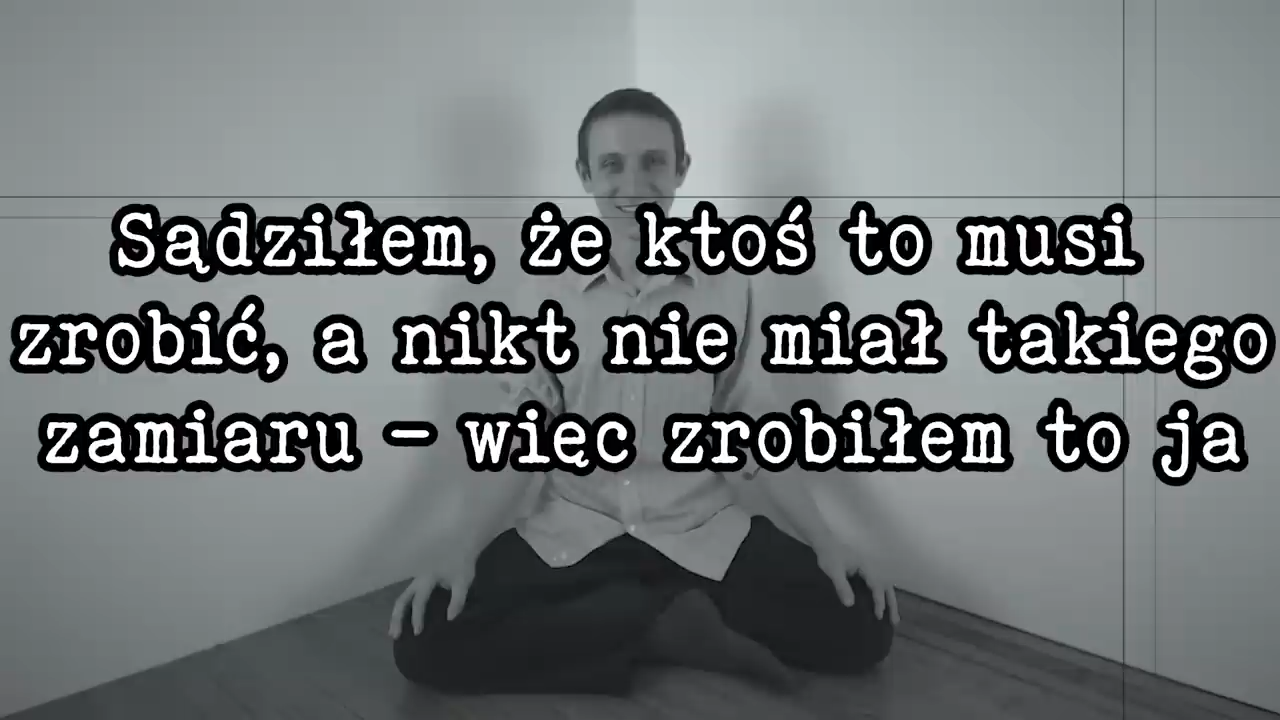 Sądziłem, że ktoś to musi
zrobić, a nikt nie miał takiego
zamiaru – więc zrobiłem to ja